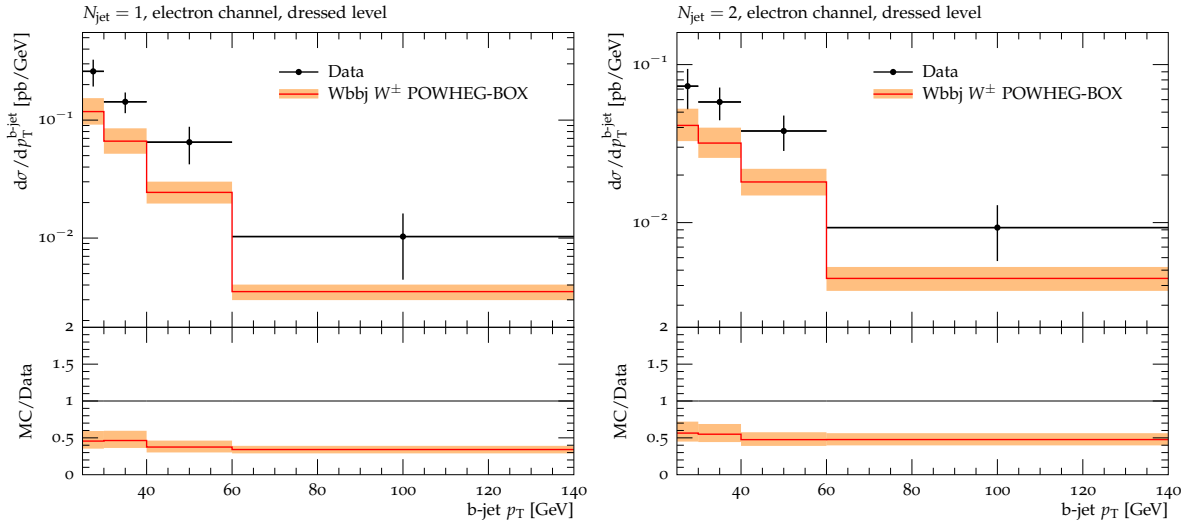 N_jet = 1, electron channel, dressed level
dσ/dp_T^b-jet [pb/GeV]
10^−1
10^−2
Data
Wbbj W^± POWHEG-BOX
MC/Data
2
1.5
1
0.5
0
40 60 80 100 120 140
b-jet p_T [GeV]
N_jet = 2, electron channel, dressed level
dσ/dp_T^b-jet [pb/GeV]
10^−1
10^−2
Data
Wbbj W^± POWHEG-BOX
MC/Data
2
1.5
1
0.5
0
40 60 80 100 120 140
b-jet p_T [GeV]